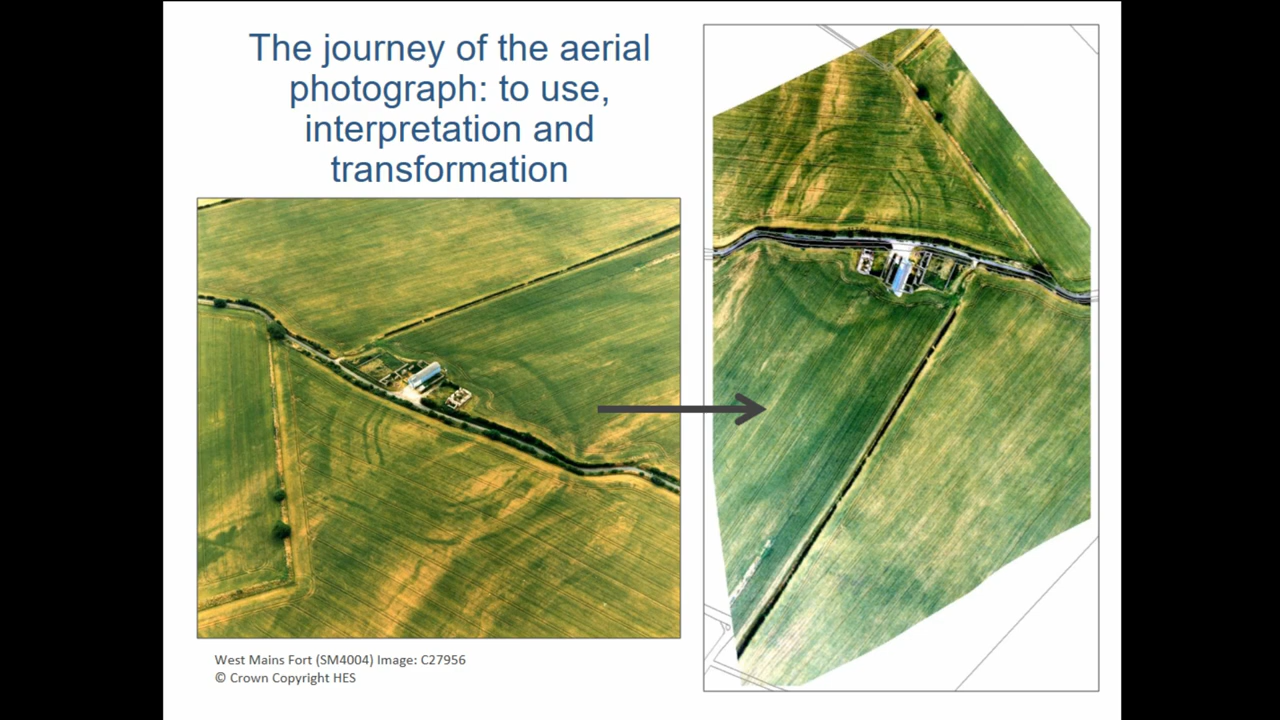 The journey of the aerial
photograph: to use,
interpretation and
transformation
West Mains Fort (SM4004) Image: C27956
© Crown Copyright HES